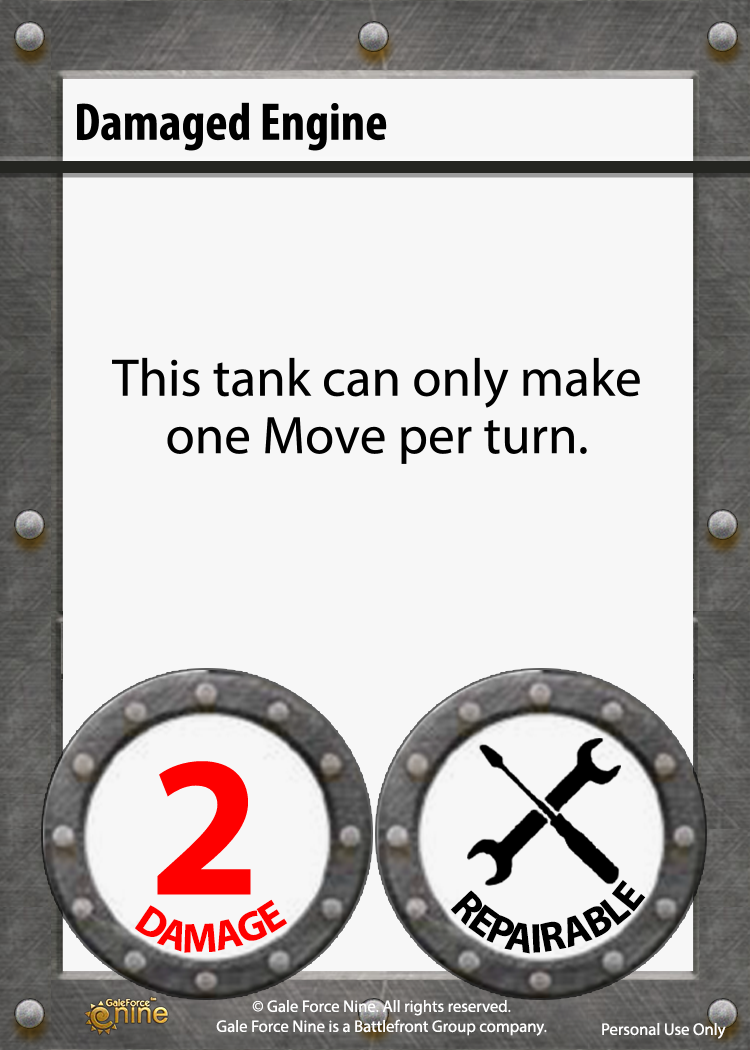 Damaged Engine
This tank can only make
one Move per turn.
2
DAMAGE
REPAIRABLE
GaleForce™
nine
© Gale Force Nine. All rights reserved.
Gale Force Nine is a Battlefront Group company.
Personal Use Only